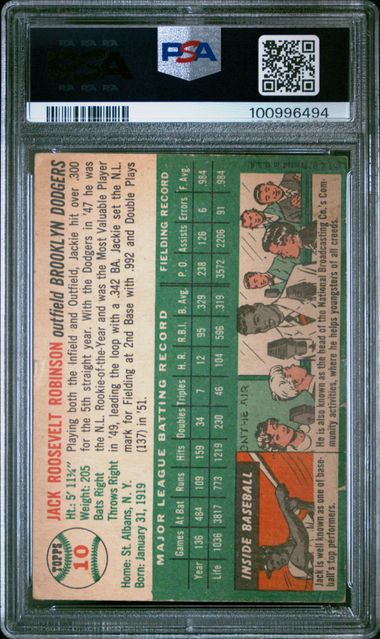 PSA
100996494
TOPPS
10
JACK ROOSEVELT ROBINSON outfield BROOKLYN DODGERS
Ht.: 5' 11¾"
Weight: 205
Bats Right
Throws Right
Home: St. Albans, N. Y.
Born: January 31, 1919
Playing both the Infield and Outfield, Jackie hit over .300
for the 5th straight year. With the Dodgers in '47 he was
the N.L. Rookie-of-the-Year and was the Most Valuable Player
in '49, leading the loop with a .342 BA. Jackie set the N.L.
mark for Fielding at 2nd Base with .992 and Double Plays
(137) in '51.
MAJOR LEAGUE BATTING RECORD FIELDING RECORD
Games At Bat Runs Hits Doubles Triples H. R. R.B.I. B. Avg. P. O. Assists Errors F. Avg.
Year 136 484 109 159 34 7 12 95 .329 238 126 6 .984
Life 1036 3817 773 1219 230 46 104 596 .319 3572 2206 91 .984
INSIDE BASEBALL
ON THE AIR
Jack is well known as one of base-
ball's top performers.
He is also known as the head of the National Broadcasting Co.'s Com-
munity activities, where he helps youngsters of all creeds.